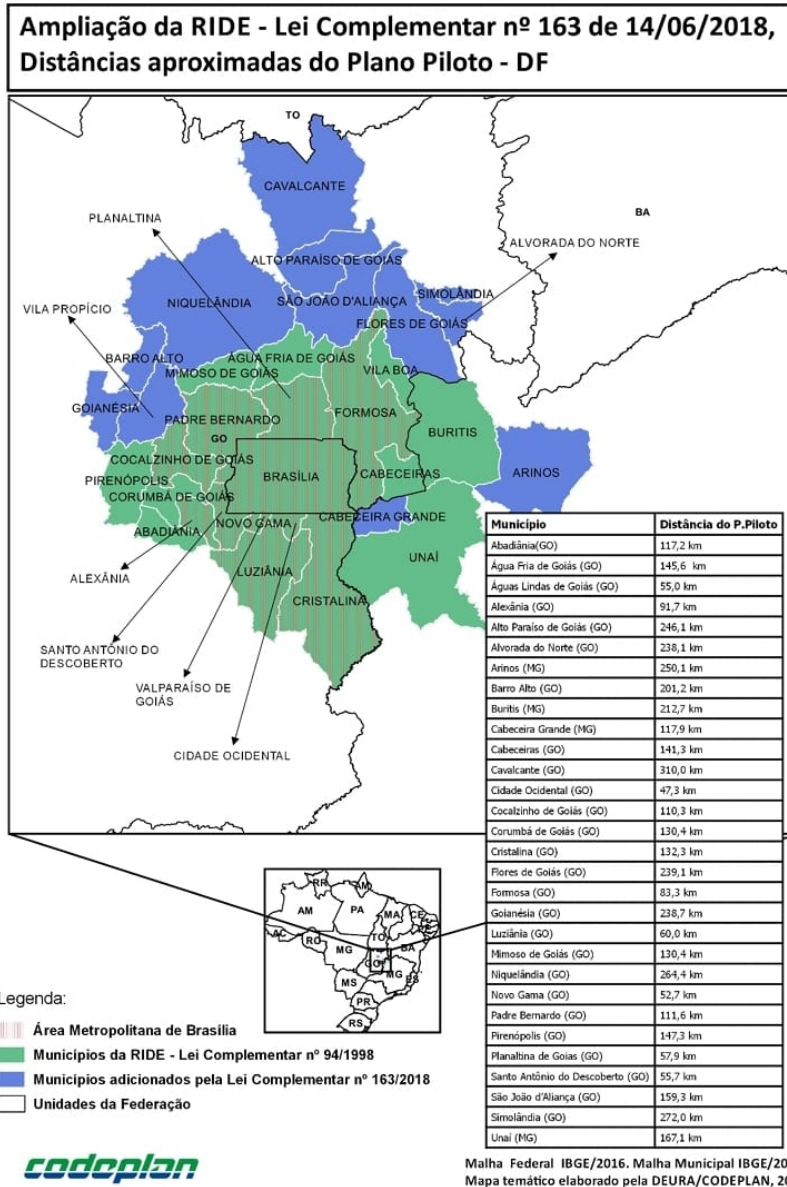 Ampliação da RIDE - Lei Complementar nº 163 de 14/06/2018,
Distâncias aproximadas do Plano Piloto - DF
TO
CAVALCANTE
BA
PLANALTINA
ALVORADA DO NORTE
ALTO PARAÍSO DE GOIÁS
SIMOLÂNDIA
NIQUELÂNDIA
SÃO JOÃO D'ALIANÇA
VILA PROPÍCIO
FLORES DE GOIÁS
BARRO ALTO
ÁGUA FRIA DE GOIÁS
MIMOSO DE GOIÁS
VILA BOA
GOIANÉSIA
PADRE BERNARDO
FORMOSA
BURITIS
GO
COCALZINHO DE GOIÁS
BRASÍLIA
CABECEIRAS
ARINOS
PIRENÓPOLIS
CORUMBÁ DE GOIÁS
ABADIÂNIA
NOVO GAMA
CABECEIRA GRANDE
UNAÍ
ALEXÂNIA
LUZIÂNIA
CRISTALINA
SANTO ANTÔNIO DO
DESCOBERTO
VALPARAÍSO DE
GOIÁS
CIDADE OCIDENTAL
Município Distância do P.Piloto
Abadiânia(GO) 117,2 km
Água Fria de Goiás (GO) 145,6 km
Águas Lindas de Goiás (GO) 55,0 km
Alexânia (GO) 91,7 km
Alto Paraíso de Goiás (GO) 246,1 km
Alvorada do Norte (GO) 238,1 km
Arinos (MG) 250,1 km
Barro Alto (GO) 201,2 km
Buritis (MG) 212,7 km
Cabeceira Grande (MG) 117,9 km
Cabeceiras (GO) 141,3 km
Cavalcante (GO) 310,0 km
Cidade Ocidental (GO) 47,3 km
Cocalzinho de Goiás (GO) 110,3 km
Corumbá de Goiás (GO) 130,4 km
Cristalina (GO) 132,3 km
Flores de Goiás (GO) 239,1 km
Formosa (GO) 83,3 km
Goianésia (GO) 238,7 km
Luziânia (GO) 60,0 km
Mimoso de Goiás (GO) 130,4 km
Niquelândia (GO) 264,4 km
Novo Gama (GO) 52,7 km
Padre Bernardo (GO) 111,6 km
Pirenópolis (GO) 147,3 km
Planaltina de Goias (GO) 57,9 km
Santo Antônio do Descoberto (GO) 55,7 km
São João d'Aliança (GO) 159,3 km
Simolândia (GO) 272,0 km
Unaí (MG) 167,1 km
RR
AM
AM
PA
MA
CE
AC
RO
TO
BA
MG
GO
MS
MG
ES
PR
RS
Legenda:
Área Metropolitana de Brasília
Municípios da RIDE - Lei Complementar nº 94/1998
Municípios adicionados pela Lei Complementar nº 163/2018
Unidades da Federação
codeplan
Malha Federal IBGE/2016. Malha Municipal IBGE/20
Mapa temático elaborado pela DEURA/CODEPLAN, 20